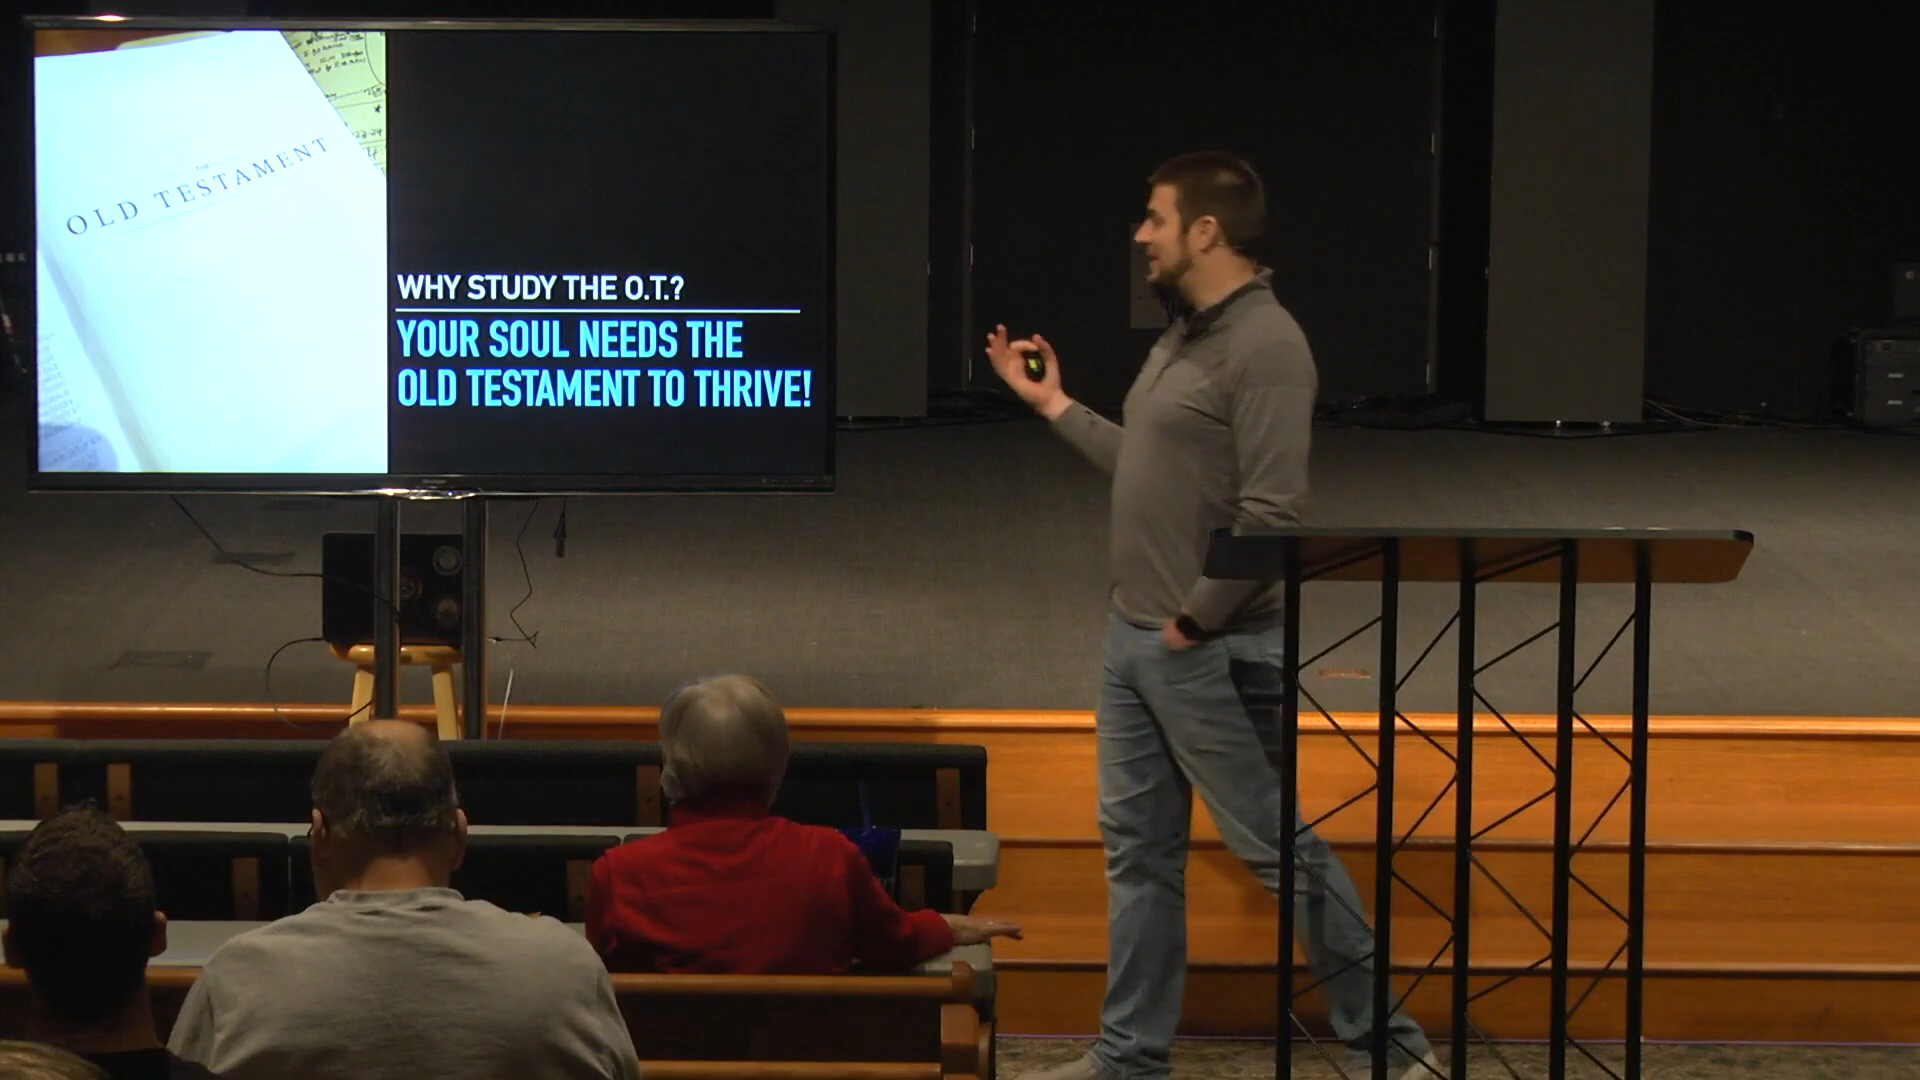 THE
OLD TESTAMENT
WHY STUDY THE O.T.?
YOUR SOUL NEEDS THE
OLD TESTAMENT TO THRIVE!